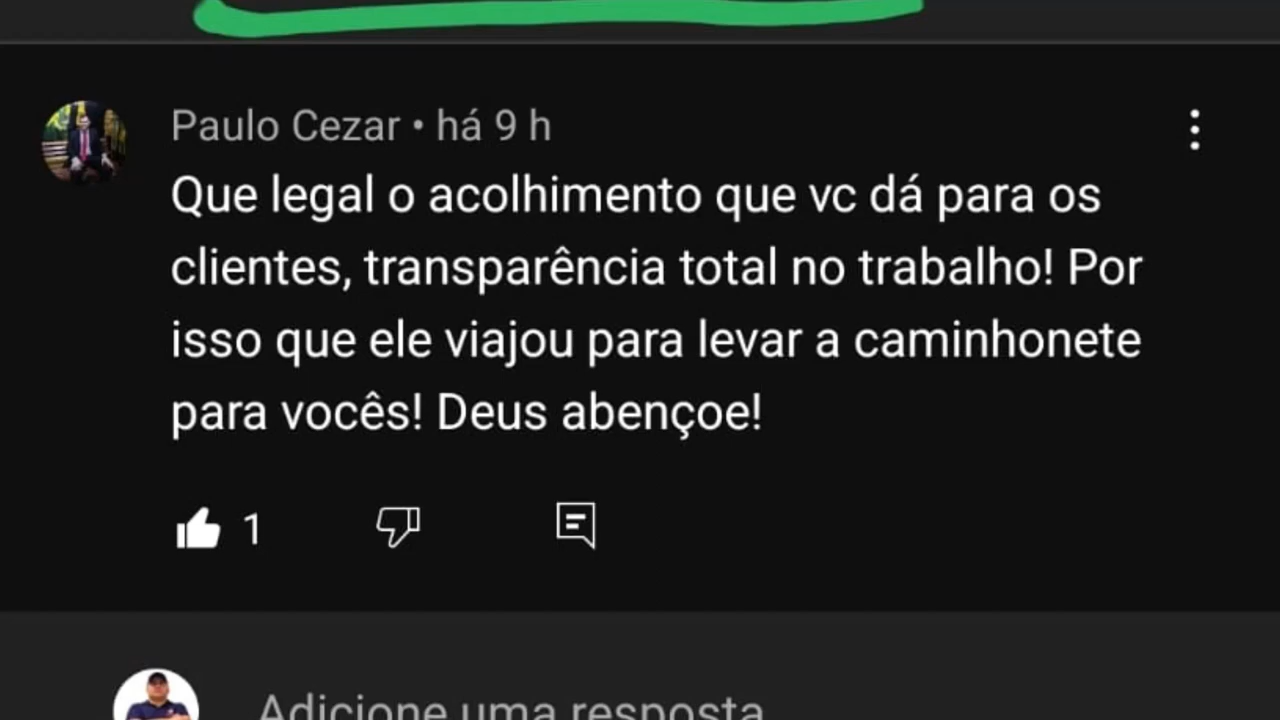 Paulo Cezar • há 9 h
Que legal o acolhimento que vc dá para os
clientes, transparência total no trabalho! Por
isso que ele viajou para levar a caminhonete
para vocês! Deus abençoe!
1
Adicione uma resposta